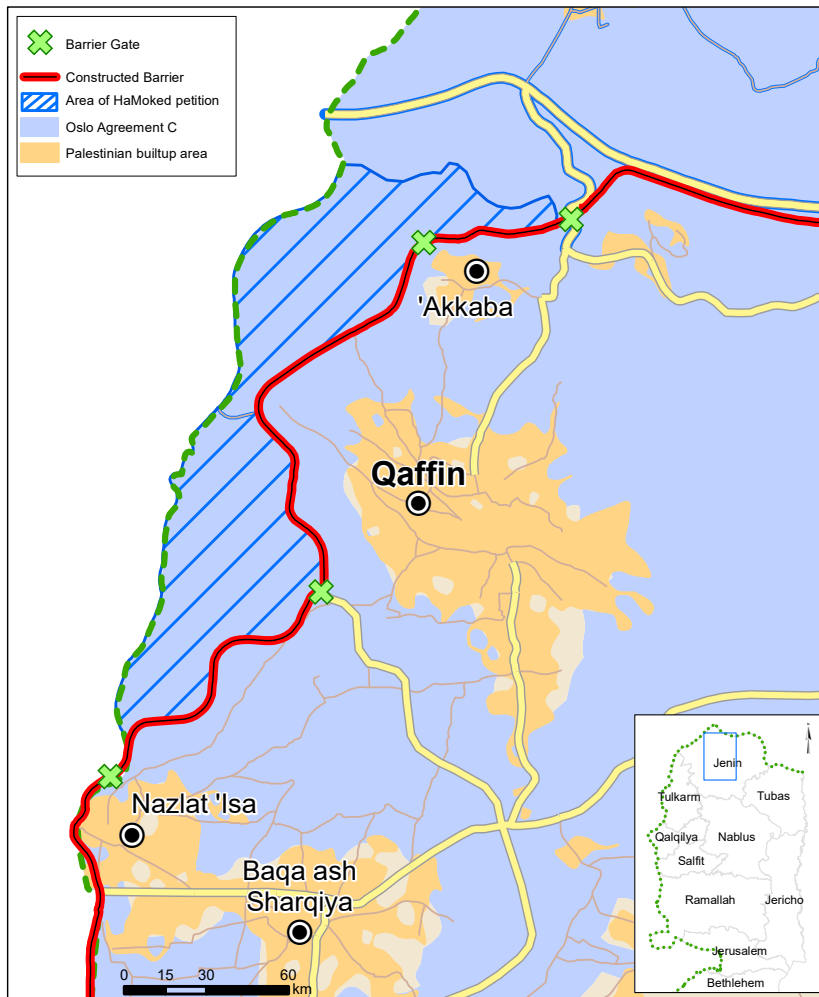 Barrier Gate
Constructed Barrier
Area of HaMoked petition
Oslo Agreement C
Palestinian builtup area
'Akkaba
Qaffin
Nazlat 'Isa
Baqa ash
Sharqiya
0 15 30 60
km
Jenin
Tulkarm
Tubas
Qalqilya
Nablus
Salfit
Ramallah
Jericho
Jerusalem
Bethlehem